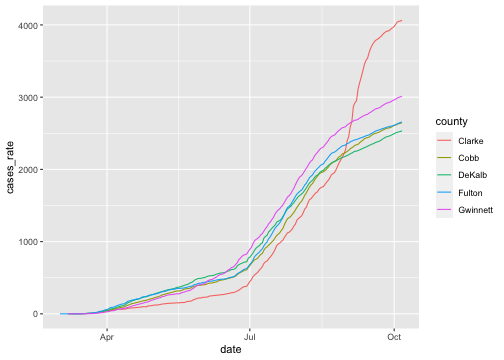 4000
3000
2000
1000
0
cases_rate
Apr
Jul
Oct
date
county
Clarke
Cobb
DeKalb
Fulton
Gwinnett